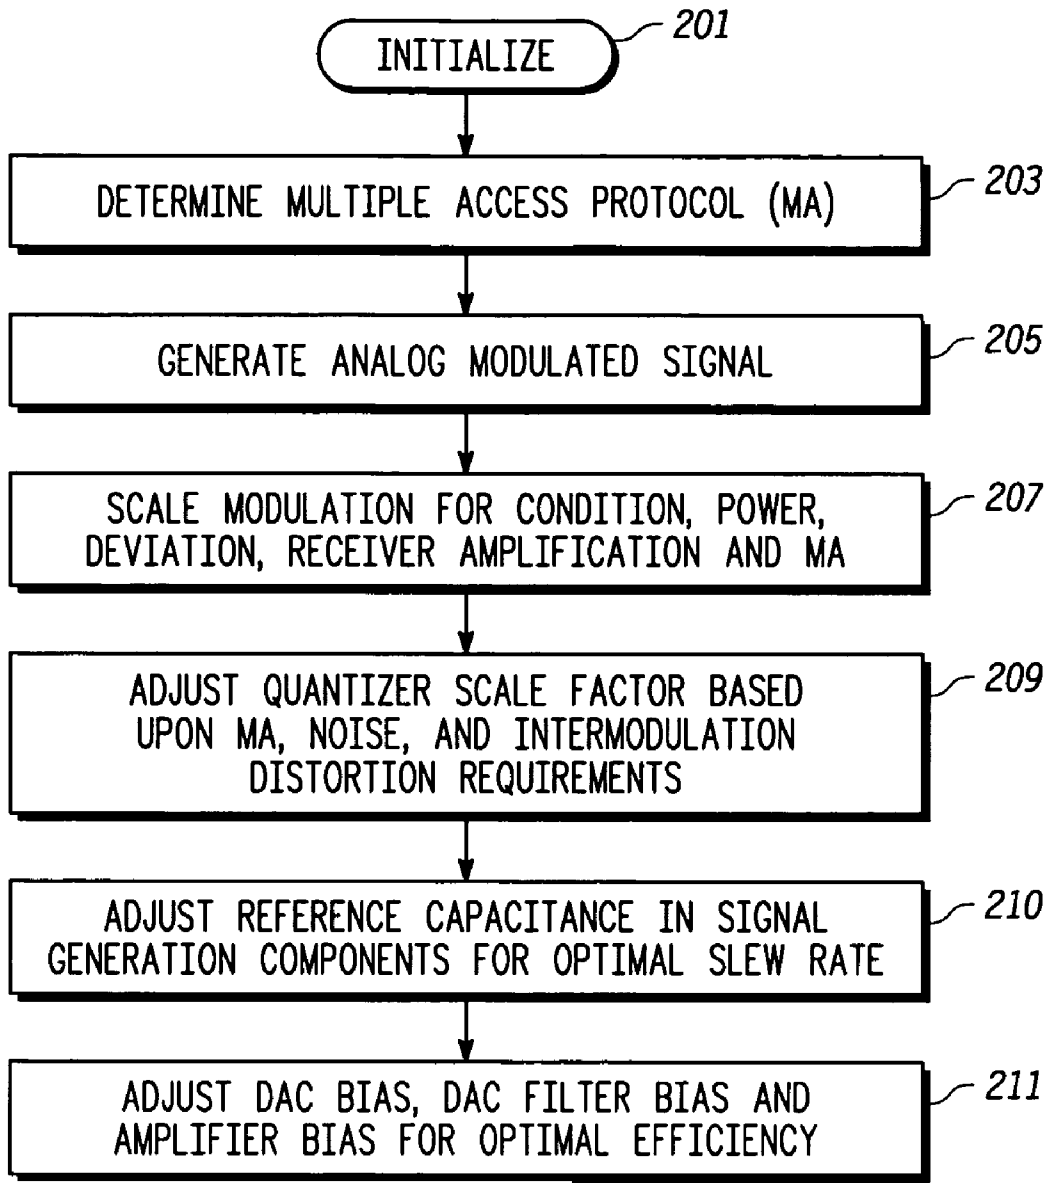 INITIALIZE
201
DETERMINE MULTIPLE ACCESS PROTOCOL (MA)
203
GENERATE ANALOG MODULATED SIGNAL
205
SCALE MODULATION FOR CONDITION, POWER,
DEVIATION, RECEIVER AMPLIFICATION AND MA
207
ADJUST QUANTIZER SCALE FACTOR BASED
UPON MA, NOISE, AND INTERMODULATION
DISTORTION REQUIREMENTS
209
ADJUST REFERENCE CAPACITANCE IN SIGNAL
GENERATION COMPONENTS FOR OPTIMAL SLEW RATE
210
ADJUST DAC BIAS, DAC FILTER BIAS AND
AMPLIFIER BIAS FOR OPTIMAL EFFICIENCY
211